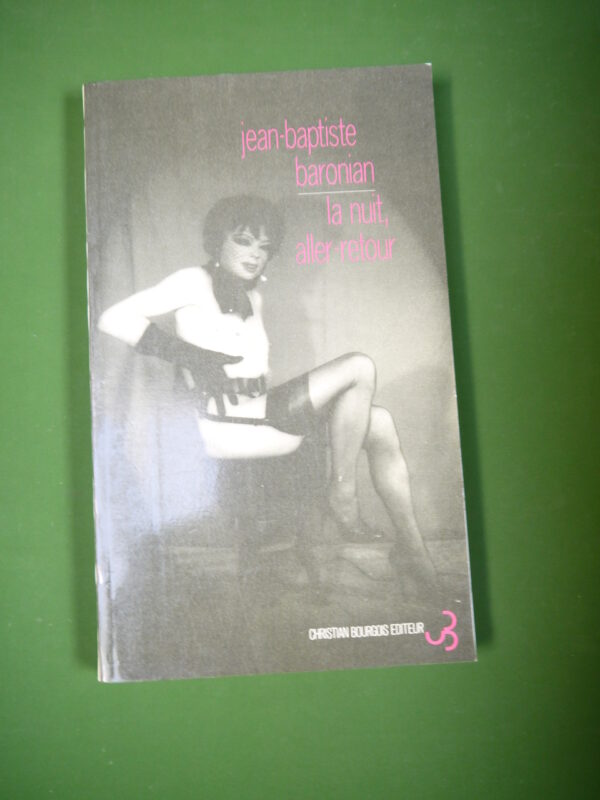 jean-baptiste
baronian
la nuit,
aller-retour
CHRISTIAN BOURGOIS EDITEUR